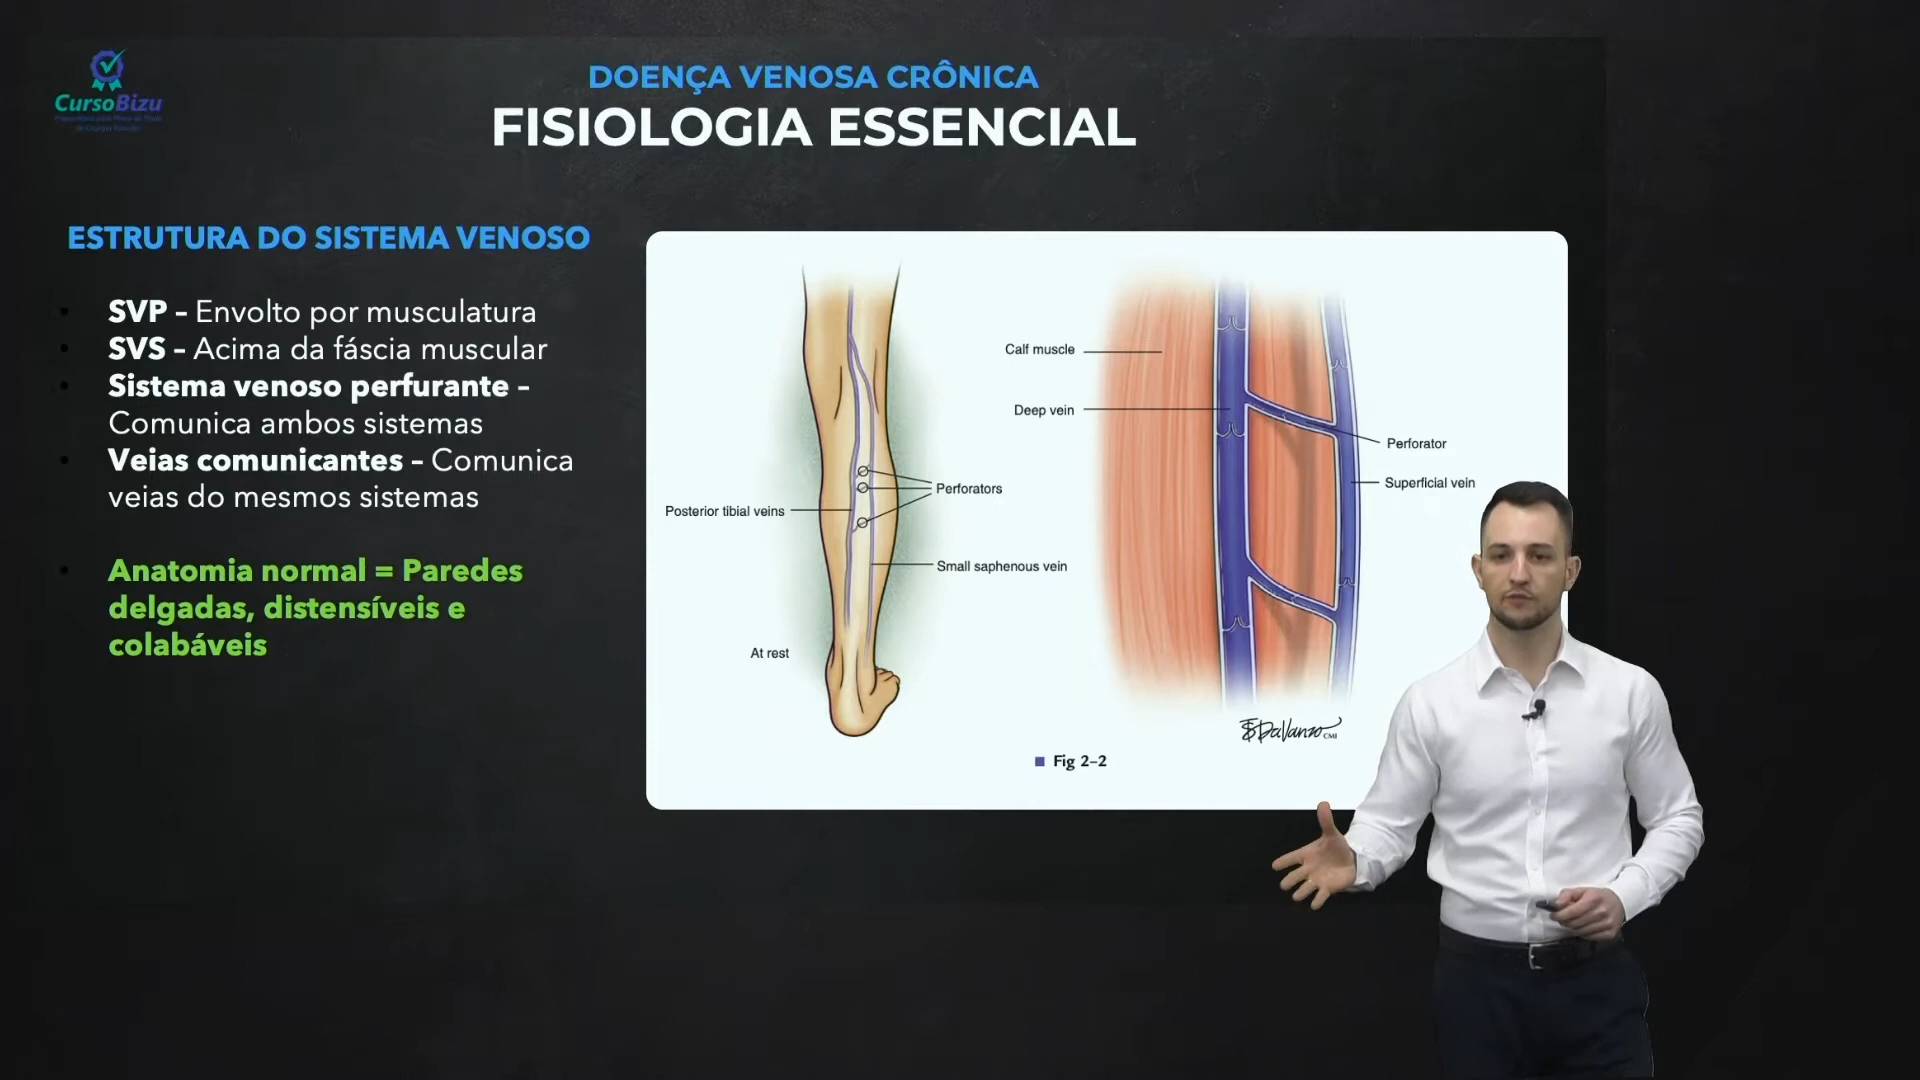 CursoBizu
DOENÇA VENOSA CRÔNICA
FISIOLOGIA ESSENCIAL
ESTRUTURA DO SISTEMA VENOSO
SVP – Envolto por musculatura
SVS – Acima da fáscia muscular
Sistema venoso perfurante –
Comunica ambos sistemas
Veias comunicantes – Comunica
veias do mesmos sistemas
Anatomia normal = Paredes
delgadas, distensíveis e
colabáveis
Calf muscle
Deep vein
Perforator
Superficial vein
Perforators
Posterior tibial veins
Small saphenous vein
At rest
DaVanzo CMI
Fig 2–2